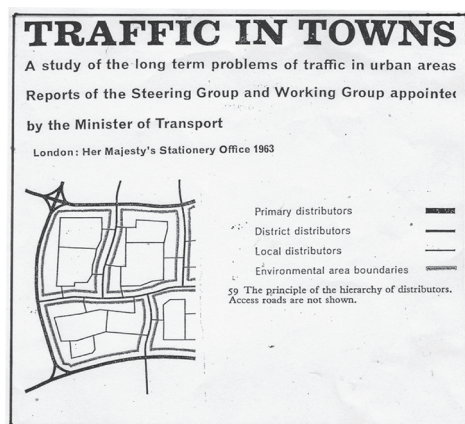 TRAFFIC IN TOWNS
A study of the long term problems of traffic in urban areas
Reports of the Steering Group and Working Group appointed
by the Minister of Transport
London: Her Majesty's Stationery Office 1963
Primary distributors
District distributors
Local distributors
Environmental area boundaries
59 The principle of the hierarchy of distributors.
Access roads are not shown.